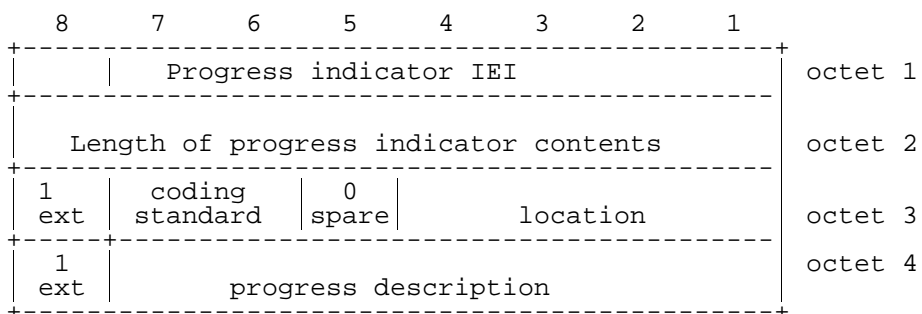 8 7 6 5 4 3 2 1
Progress indicator IEI octet 1
Length of progress indicator contents octet 2
1 coding 0
ext standard spare location octet 3
1 octet 4
ext progress description